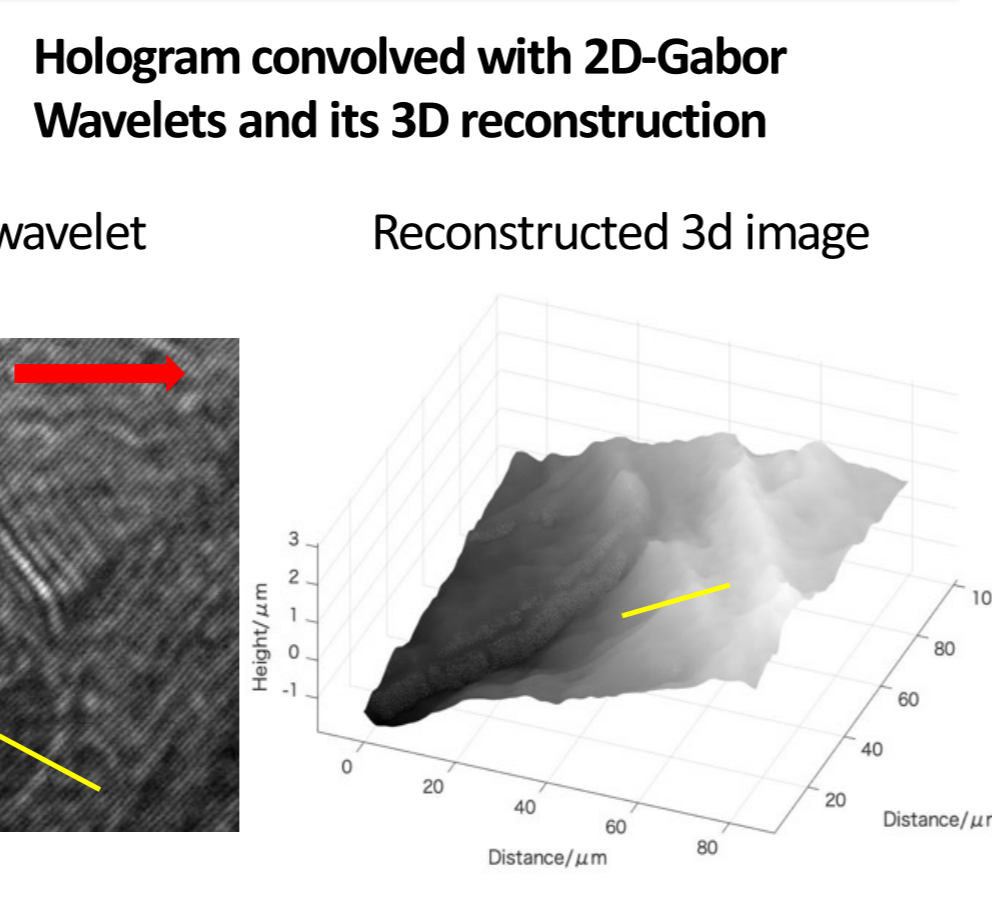 Hologram convolved with 2D-Gabor
Wavelets and its 3D reconstruction
wavelet
Reconstructed 3d image
3
2
1
0
-1
Height/μm
0
20
40
60
80
Distance/μm
20
40
60
80
10
Distance/μ